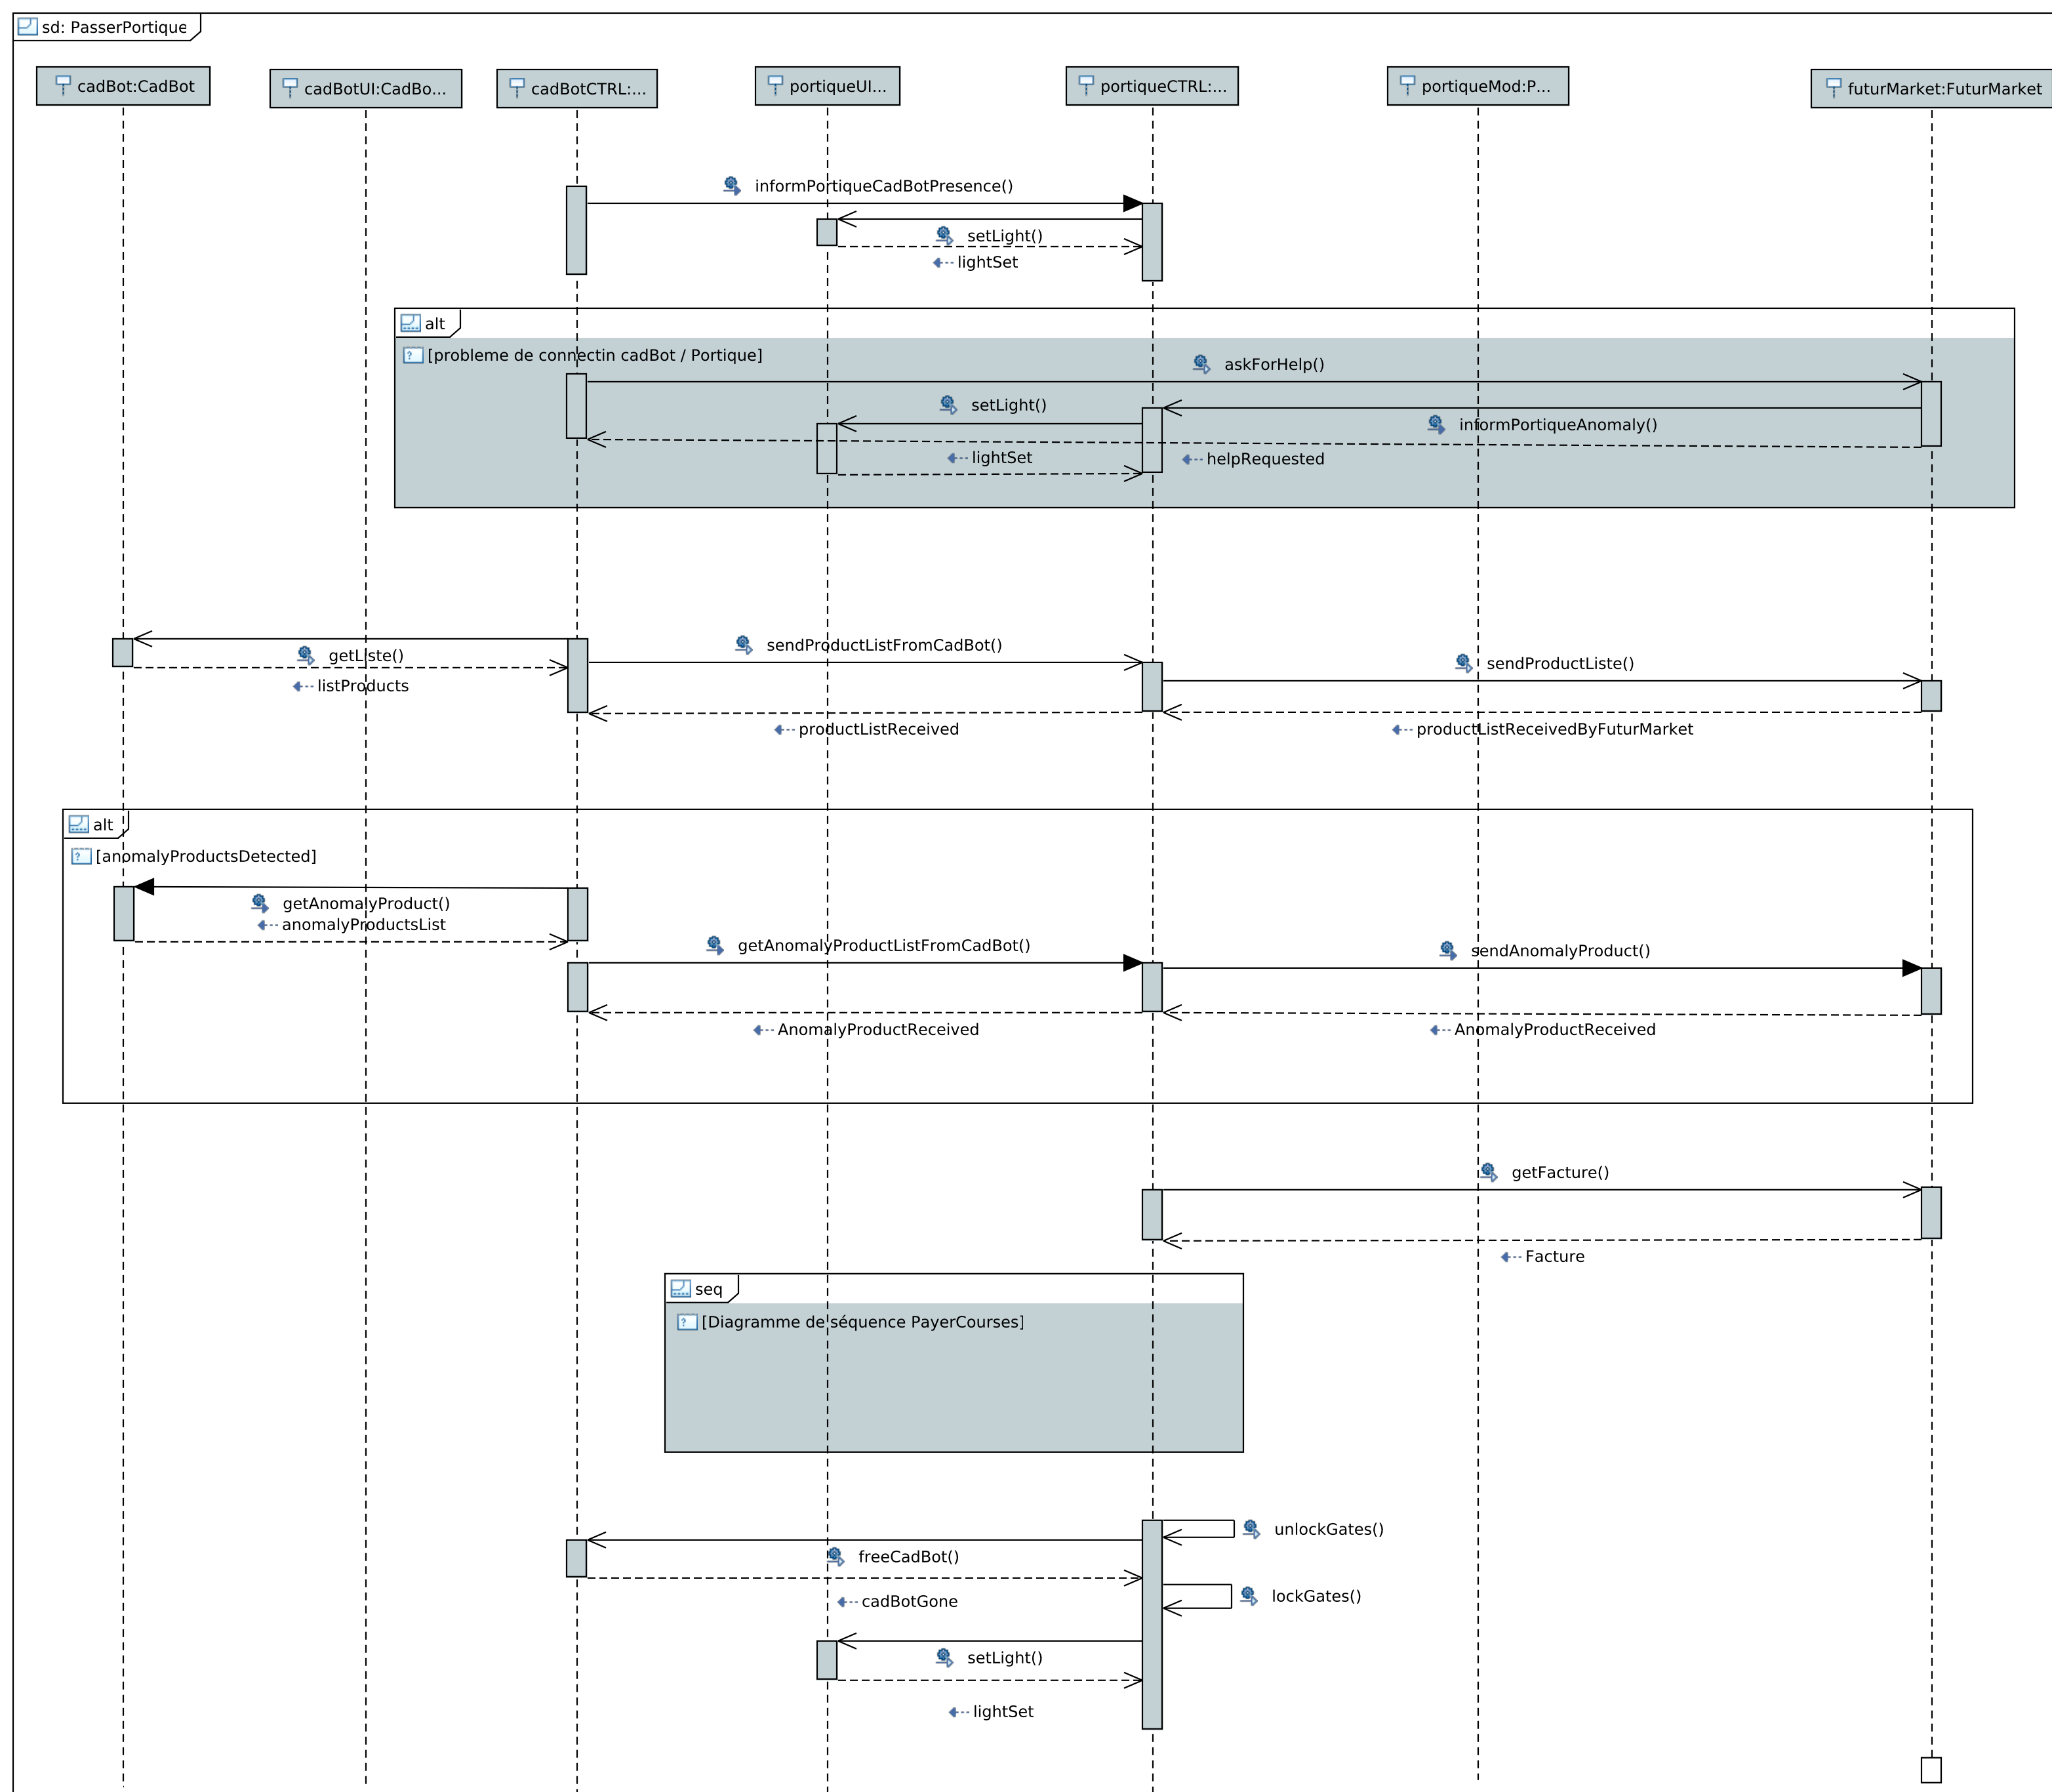 sd: PasserPortique
cadBot:CadBot
cadBotUI:CadBo...
cadBotCTRL:...
portiqueUI...
portiqueCTRL:...
portiqueMod:P...
futurMarket:FuturMarket
informPortiqueCadBotPresence()
setLight()
lightSet
alt
[probleme de connectin cadBot / Portique]
askForHelp()
setLight()
informPortiqueAnomaly()
lightSet
helpRequested
getListe()
sendProductListFromCadBot()
sendProductListe()
listProducts
productListReceived
productListReceivedByFuturMarket
alt
[anomalyProductsDetected]
getAnomalyProduct()
anomalyProductsList
getAnomalyProductListFromCadBot()
sendAnomalyProduct()
AnomalyProductReceived
AnomalyProductReceived
getFacture()
Facture
seq
[Diagramme de séquence PayerCourses]
unlockGates()
freeCadBot()
lockGates()
cadBotGone
setLight()
lightSet